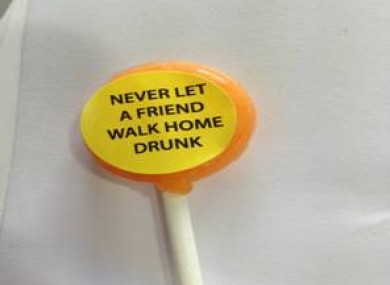 NEVER LET
A FRIEND
WALK HOME
DRUNK